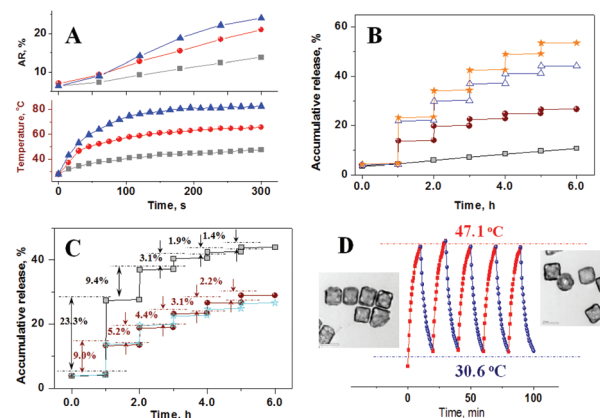 A
AR, %
20
10
Temperature, °C
80
60
40
0
120
240
300
Time, s
B
Accumulative release, %
60
40
20
0
0.0
2.0
4.0
6.0
Time, h
C
Accumulative release, %
40
20
0
23.3%
9.4%
3.1%
1.9%
1.4%
9.0%
5.2%
4.4%
3.1%
2.2%
0.0
2.0
4.0
6.0
Time, h
D
47.1 °C
30.6 °C
0
50
100
Time, min